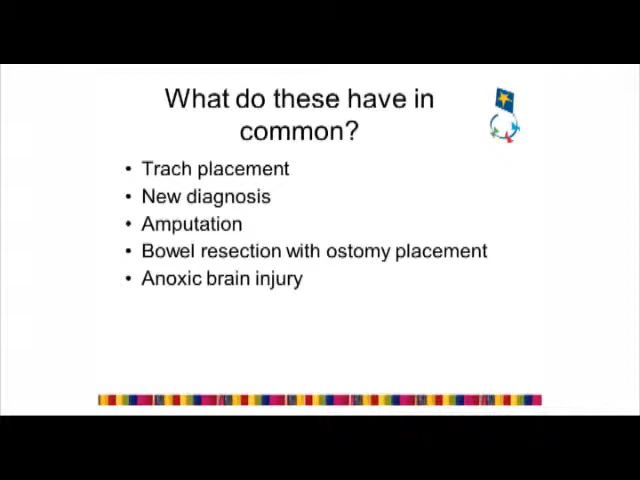 What do these have in
common?
• Trach placement
• New diagnosis
• Amputation
• Bowel resection with ostomy placement
• Anoxic brain injury